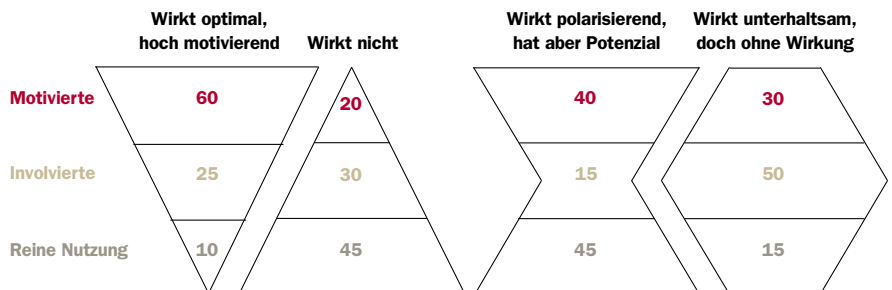 Wirkt optimal,
hoch motivierend
Wirkt nicht
Wirkt polarisierend,
hat aber Potenzial
Wirkt unterhaltsam,
doch ohne Wirkung
Motivierte 60 20 40 30
Involvierte 25 30 15 50
Reine Nutzung 10 45 45 15